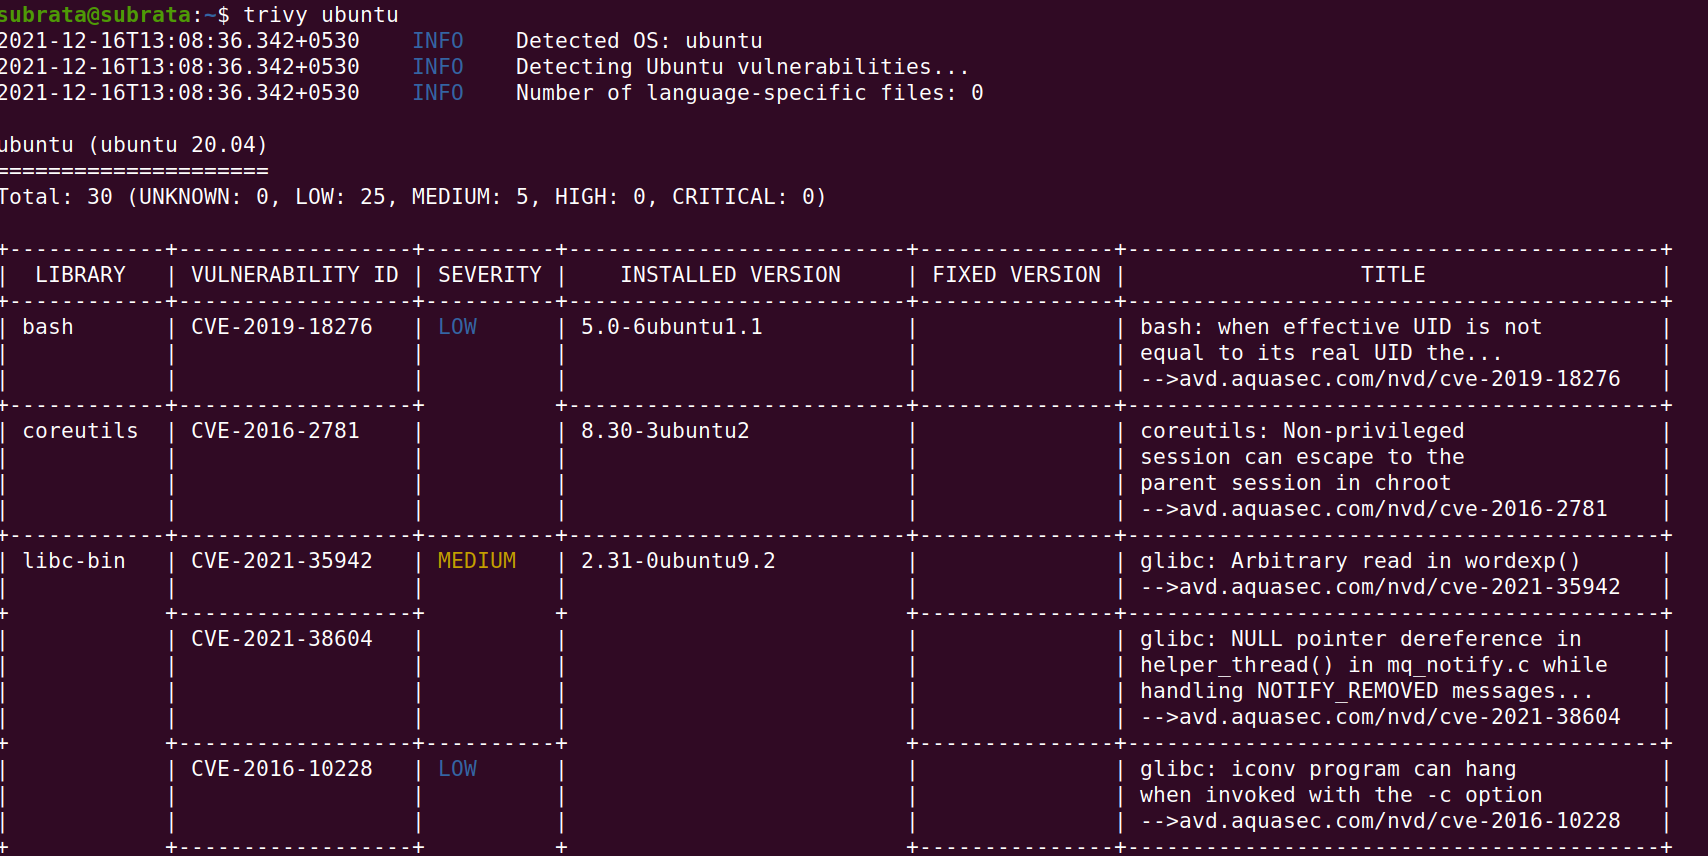 subrata@subrata:~$ trivy ubuntu
2021-12-16T13:08:36.342+0530    INFO    Detected OS: ubuntu
2021-12-16T13:08:36.342+0530    INFO    Detecting Ubuntu vulnerabilities...
2021-12-16T13:08:36.342+0530    INFO    Number of language-specific files: 0
ubuntu (ubuntu 20.04)
=====================
Total: 30 (UNKNOWN: 0, LOW: 25, MEDIUM: 5, HIGH: 0, CRITICAL: 0)
+------------+------------------+----------+--------------------------+---------------+-----------------------------------------+
|  LIBRARY   | VULNERABILITY ID | SEVERITY |    INSTALLED VERSION     | FIXED VERSION |                  TITLE                  |
+------------+------------------+----------+--------------------------+---------------+-----------------------------------------+
| bash       | CVE-2019-18276   | LOW      | 5.0-6ubuntu1.1           |               | bash: when effective UID is not         |
|            |                  |          |                          |               | equal to its real UID the...            |
|            |                  |          |                          |               | -->avd.aquasec.com/nvd/cve-2019-18276   |
+------------+------------------+          +--------------------------+---------------+-----------------------------------------+
| coreutils  | CVE-2016-2781    |          | 8.30-3ubuntu2            |               | coreutils: Non-privileged               |
|            |                  |          |                          |               | session can escape to the               |
|            |                  |          |                          |               | parent session in chroot                |
|            |                  |          |                          |               | -->avd.aquasec.com/nvd/cve-2016-2781    |
+------------+------------------+----------+--------------------------+---------------+-----------------------------------------+
| libc-bin   | CVE-2021-35942   | MEDIUM   | 2.31-0ubuntu9.2          |               | glibc: Arbitrary read in wordexp()      |
|            |                  |          |                          |               | -->avd.aquasec.com/nvd/cve-2021-35942   |
+            +------------------+          +                          +---------------+-----------------------------------------+
|            | CVE-2021-38604   |          |                          |               | glibc: NULL pointer dereference in      |
|            |                  |          |                          |               | helper_thread() in mq_notify.c while    |
|            |                  |          |                          |               | handling NOTIFY_REMOVED messages...     |
|            |                  |          |                          |               | -->avd.aquasec.com/nvd/cve-2021-38604   |
+            +------------------+----------+                          +---------------+-----------------------------------------+
|            | CVE-2016-10228   | LOW      |                          |               | glibc: iconv program can hang           |
|            |                  |          |                          |               | when invoked with the -c option         |
|            |                  |          |                          |               | -->avd.aquasec.com/nvd/cve-2016-10228   |
+            +------------------+          +                          +---------------+-----------------------------------------+